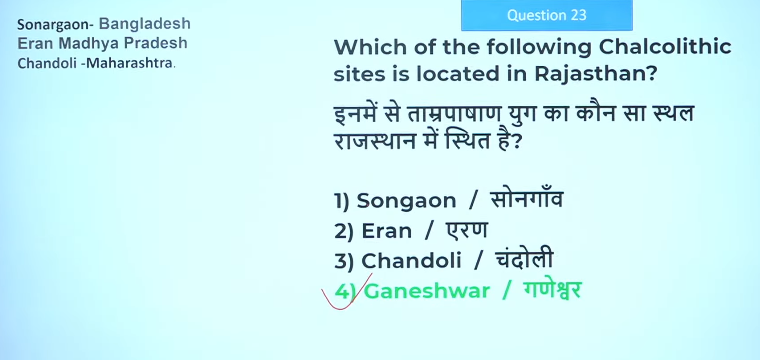 Question 23
Sonargaon- Bangladesh
Eran Madhya Pradesh
Chandoli -Maharashtra.
Which of the following Chalcolithic
sites is located in Rajasthan?
इनमें से ताम्रपाषाण युग का कौन सा स्थल
राजस्थान में स्थित है?
1) Songaon / सोनगाँव
2) Eran / एरण
3) Chandoli / चंदोली
4) Ganeshwar / गणेश्वर